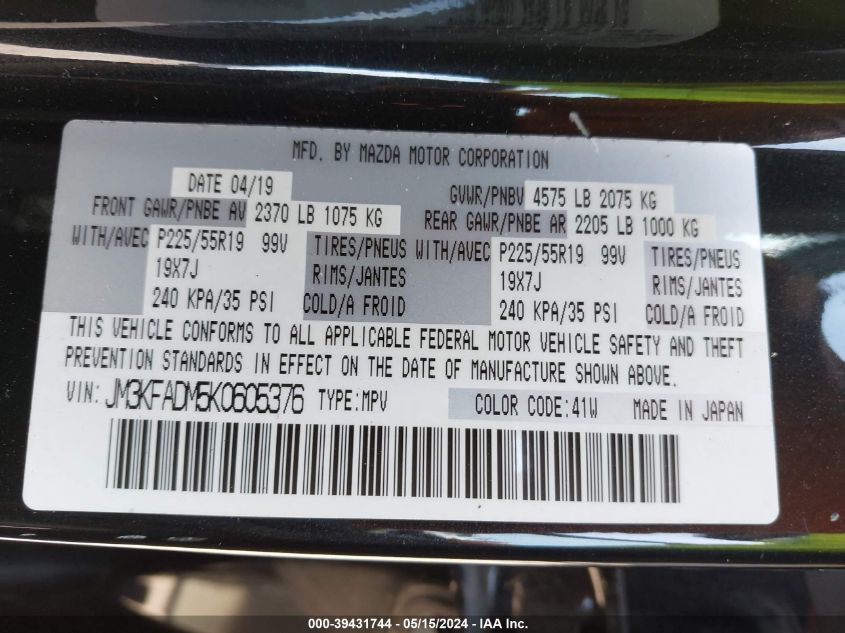 MFD. BY MAZDA MOTOR CORPORATION
DATE 04/19 GVWR/PNBV 4575 LB 2075 KG
FRONT GAWR/PNBE AV 2370 LB 1075 KG REAR GAWR/PNBE AR 2205 LB 1000 KG
WITH/AVEC P225/55R19 99V TIRES/PNEUS WITH/AVEC P225/55R19 99V TIRES/PNEUS
19X7J RIMS/JANTES 19X7J RIMS/JANTES
240 KPA/35 PSI COLD/A FROID 240 KPA/35 PSI COLD/A FROID
THIS VEHICLE CONFORMS TO ALL APPLICABLE FEDERAL MOTOR VEHICLE SAFETY AND THEFT
PREVENTION STANDARDS IN EFFECT ON THE DATE OF MANUFACTURE SHOWN ABOVE.
VIN: JM3KFADM5K0605376 TYPE: MPV COLOR CODE: 41W MADE IN JAPAN
000-39431744 - 05/15/2024 - IAA Inc.